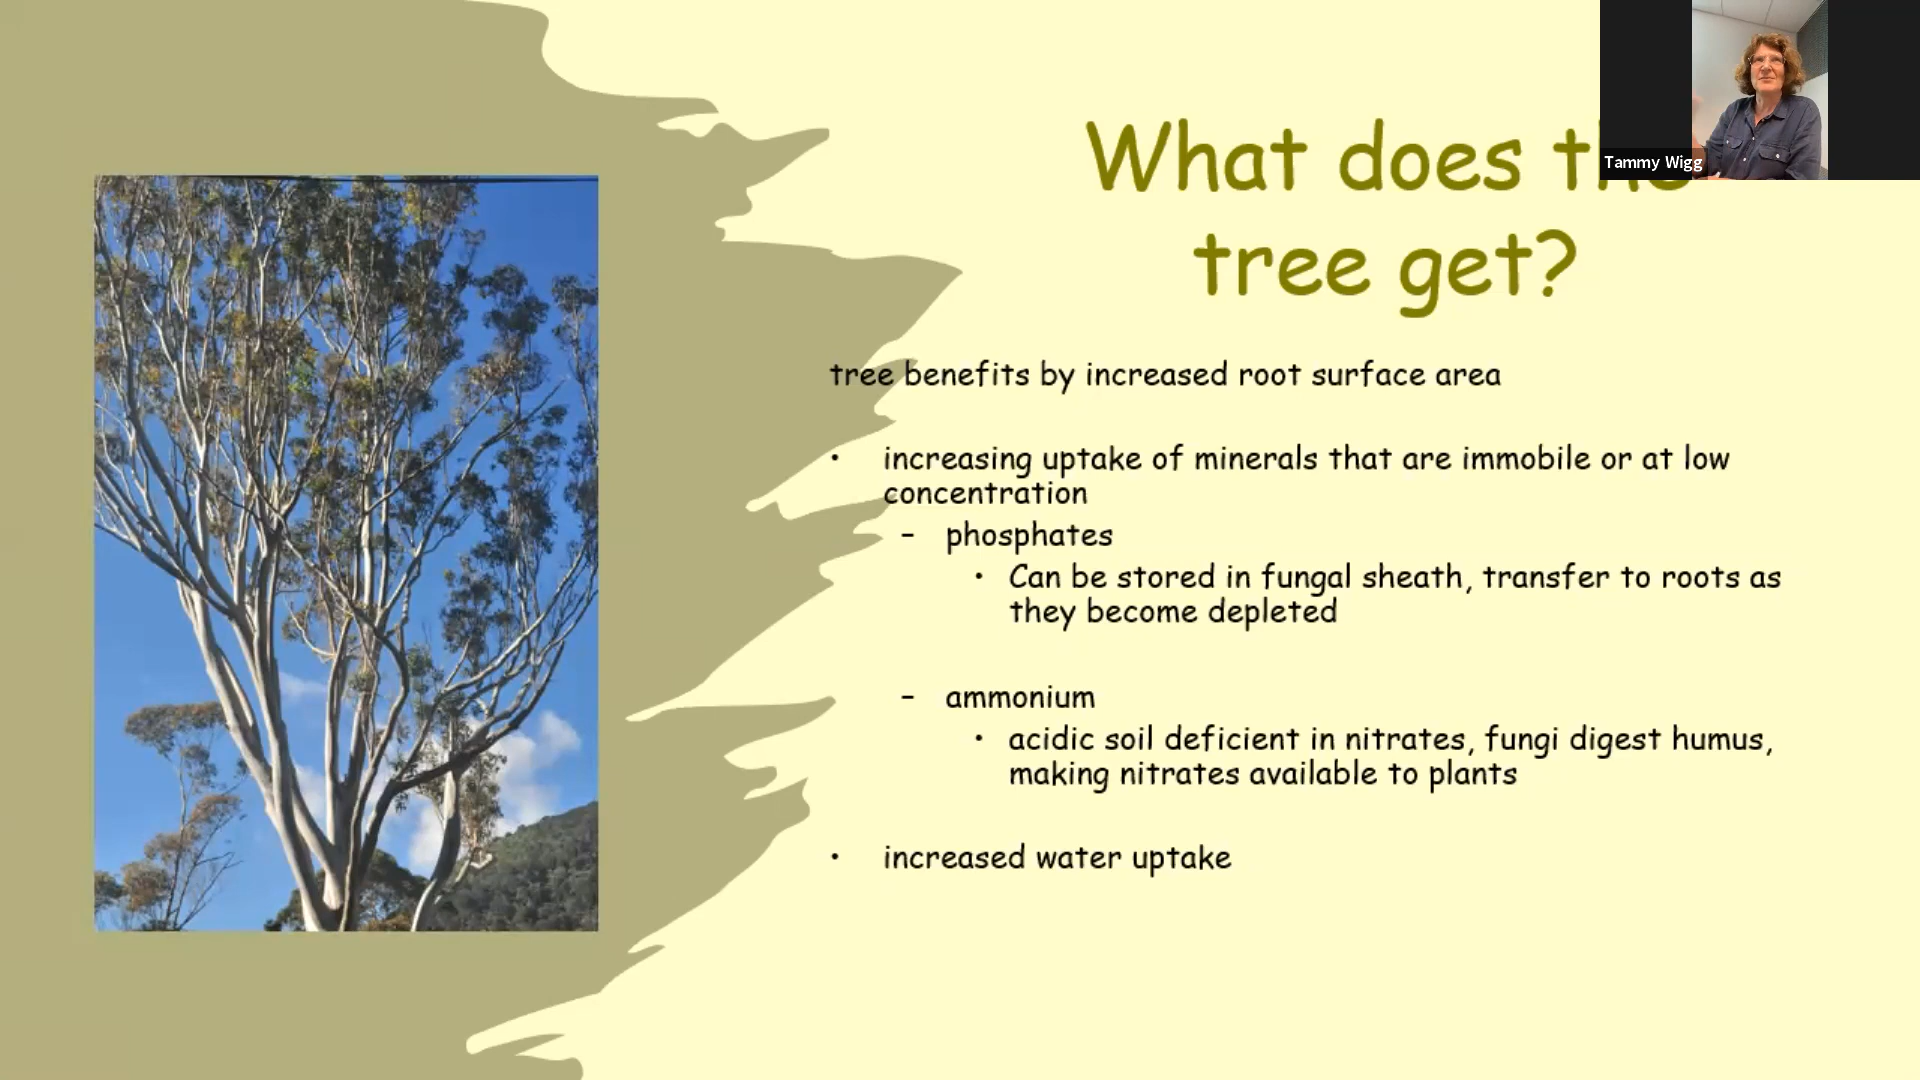 Tammy Wigg
What does the
tree get?
tree benefits by increased root surface area
• increasing uptake of minerals that are immobile or at low
concentration
– phosphates
• Can be stored in fungal sheath, transfer to roots as
they become depleted
– ammonium
• acidic soil deficient in nitrates, fungi digest humus,
making nitrates available to plants
• increased water uptake